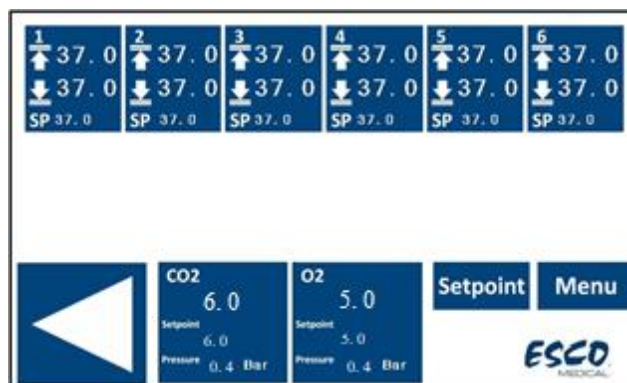 1 2 3 4 5 6
37.0 37.0 37.0 37.0 37.0 37.0
37.0 37.0 37.0 37.0 37.0 37.0
SP 37.0 SP 37.0 SP 37.0 SP 37.0 SP 37.0 SP 37.0
CO2
6.0
Setpoint
6.0
Pressure 0.4 Bar
O2
5.0
Setpoint
5.0
Pressure 0.4 Bar
Setpoint
Menu
ESCO
MEDICAL